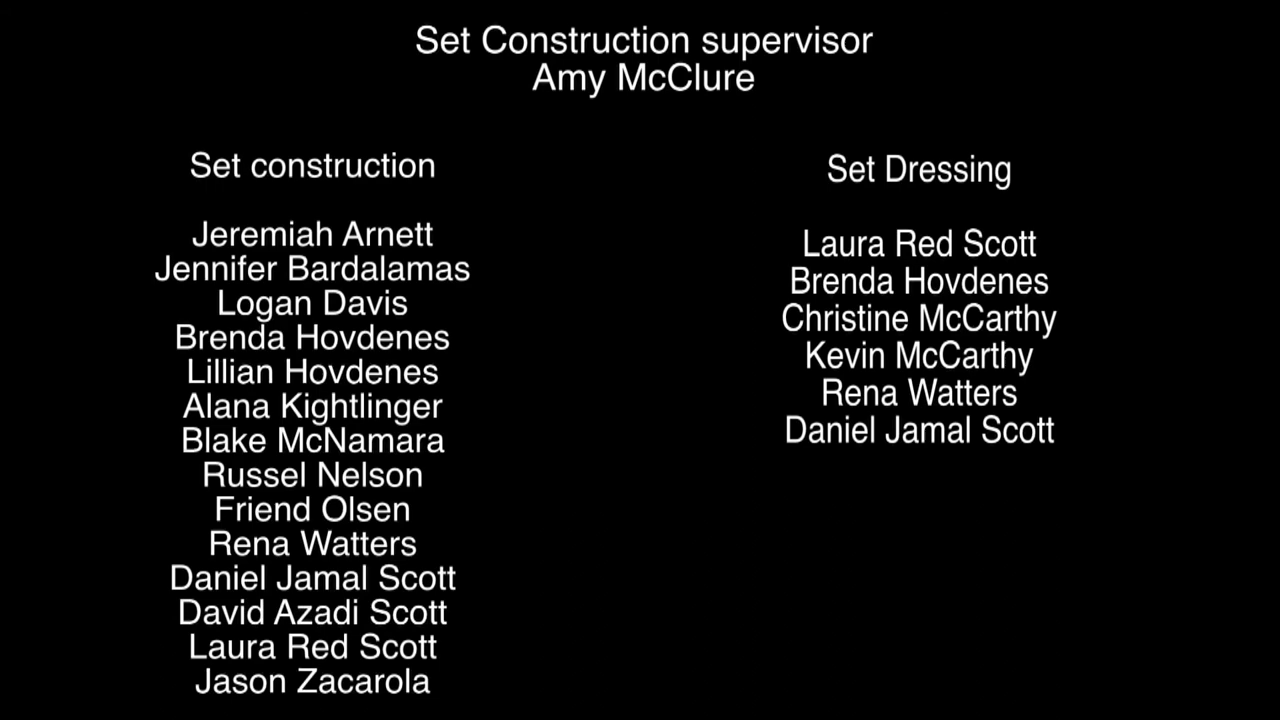 Set Construction supervisor
Amy McClure
Set construction
Jeremiah Arnett
Jennifer Bardalamas
Logan Davis
Brenda Hovdenes
Lillian Hovdenes
Alana Kightlinger
Blake McNamara
Russel Nelson
Friend Olsen
Rena Watters
Daniel Jamal Scott
David Azadi Scott
Laura Red Scott
Jason Zacarola
Set Dressing
Laura Red Scott
Brenda Hovdenes
Christine McCarthy
Kevin McCarthy
Rena Watters
Daniel Jamal Scott